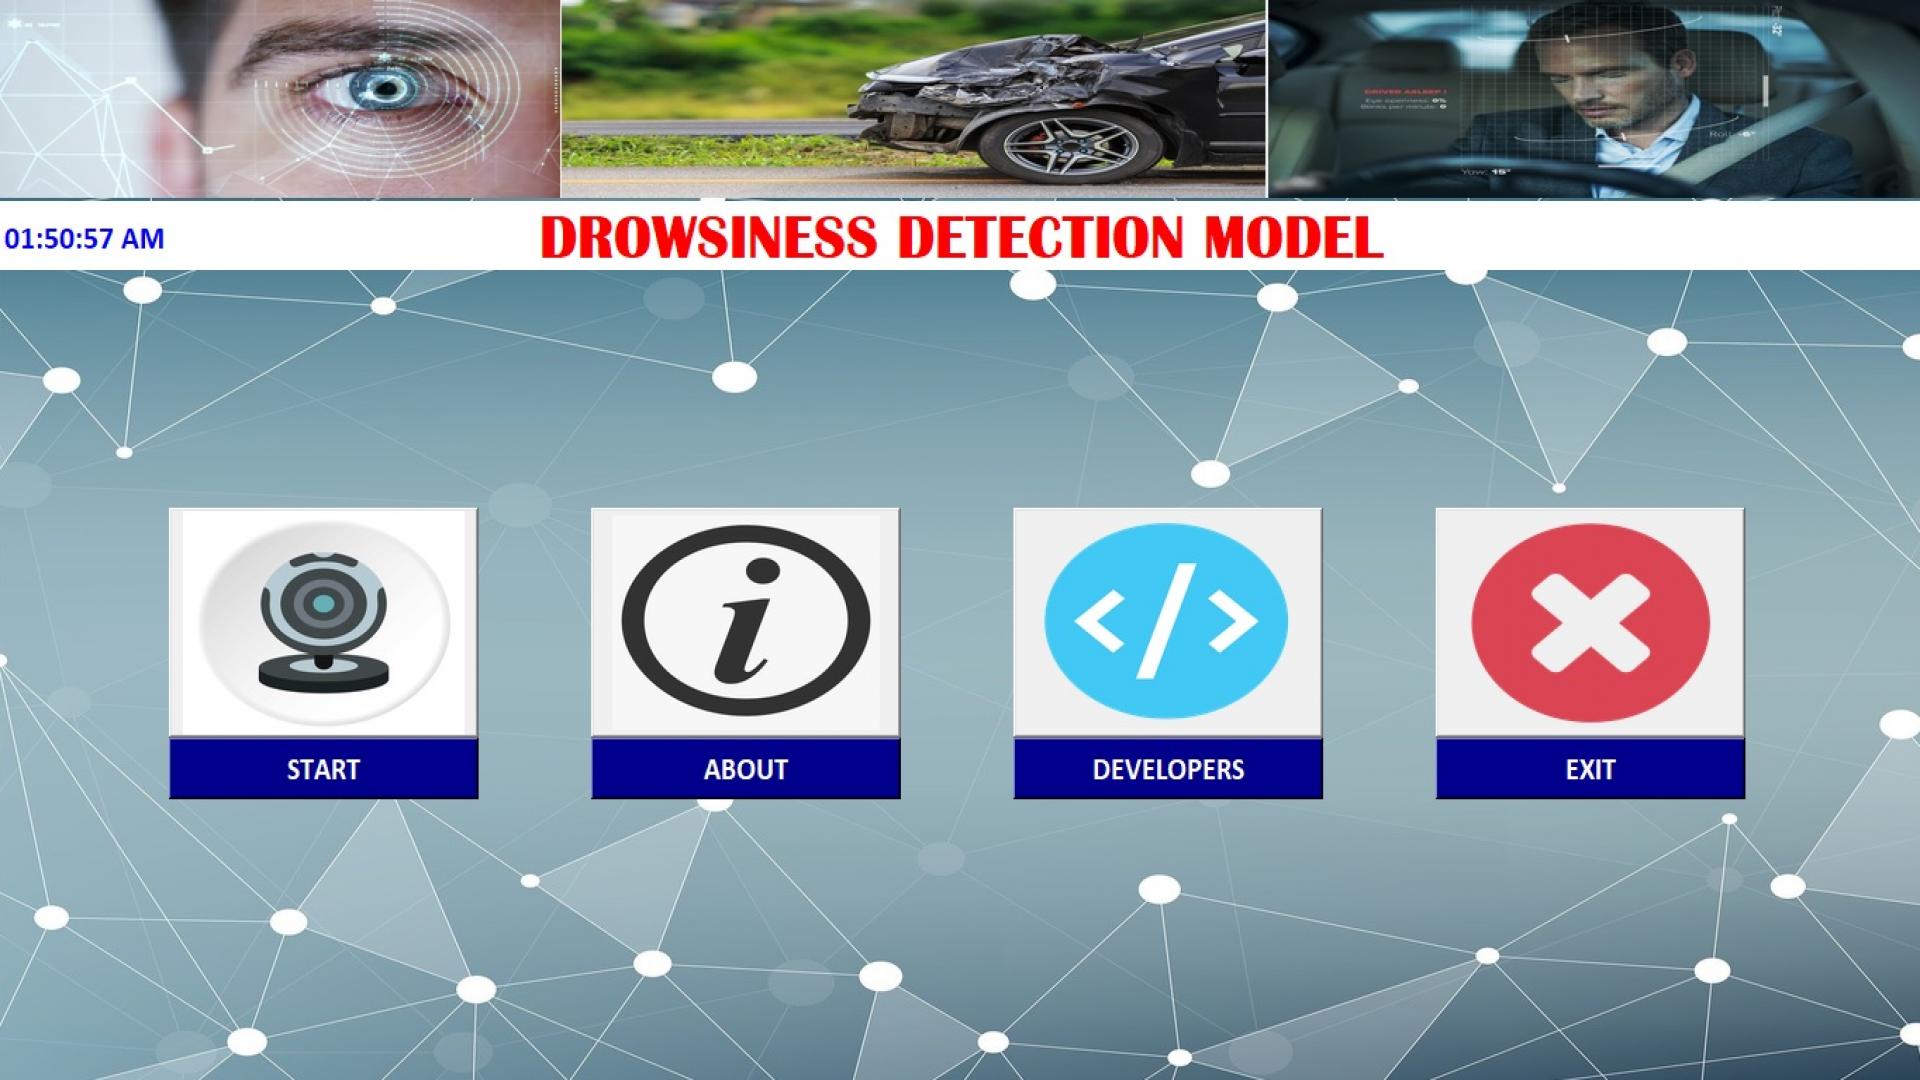 DRIVER ASLEEP !
Eye openness: 0%
Blinks per minute: 0
Roll: -6°
Yaw: 15°
01:50:57 AM
DROWSINESS DETECTION MODEL
START
ABOUT
DEVELOPERS
EXIT